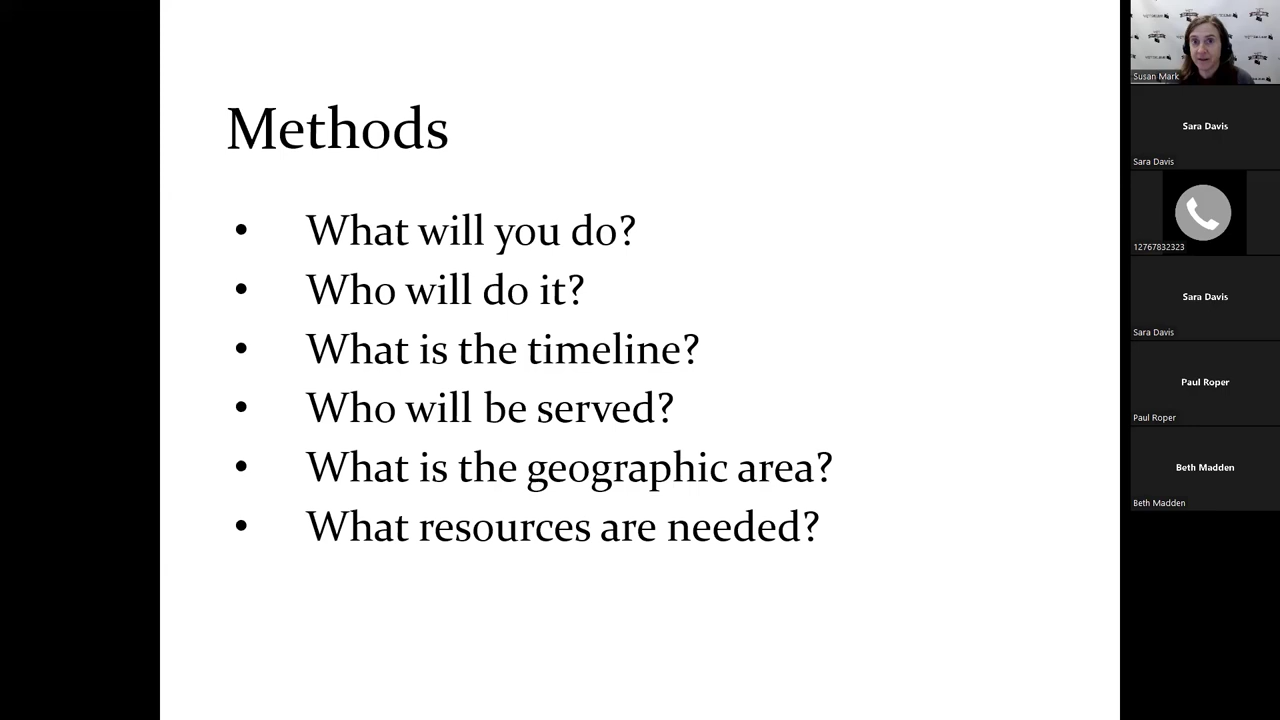 Methods
• What will you do?
• Who will do it?
• What is the timeline?
• Who will be served?
• What is the geographic area?
• What resources are needed?
Susan Mark
Sara Davis
Sara Davis
12767832323
Sara Davis
Sara Davis
Paul Roper
Paul Roper
Beth Madden
Beth Madden